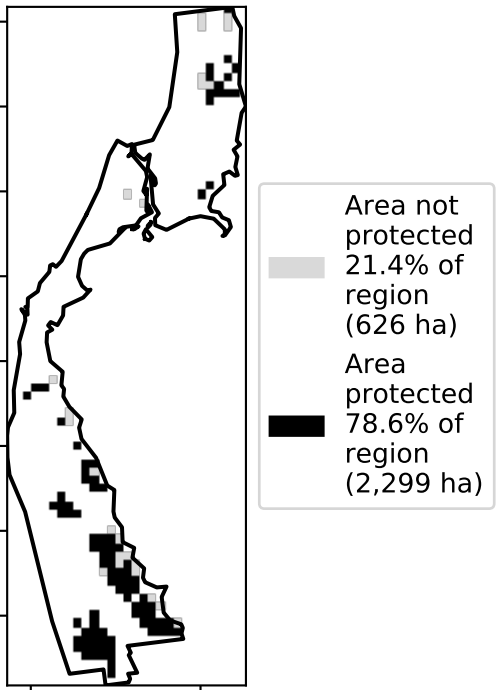 Area not
protected
21.4% of
region
(626 ha)
Area
protected
78.6% of
region
(2,299 ha)